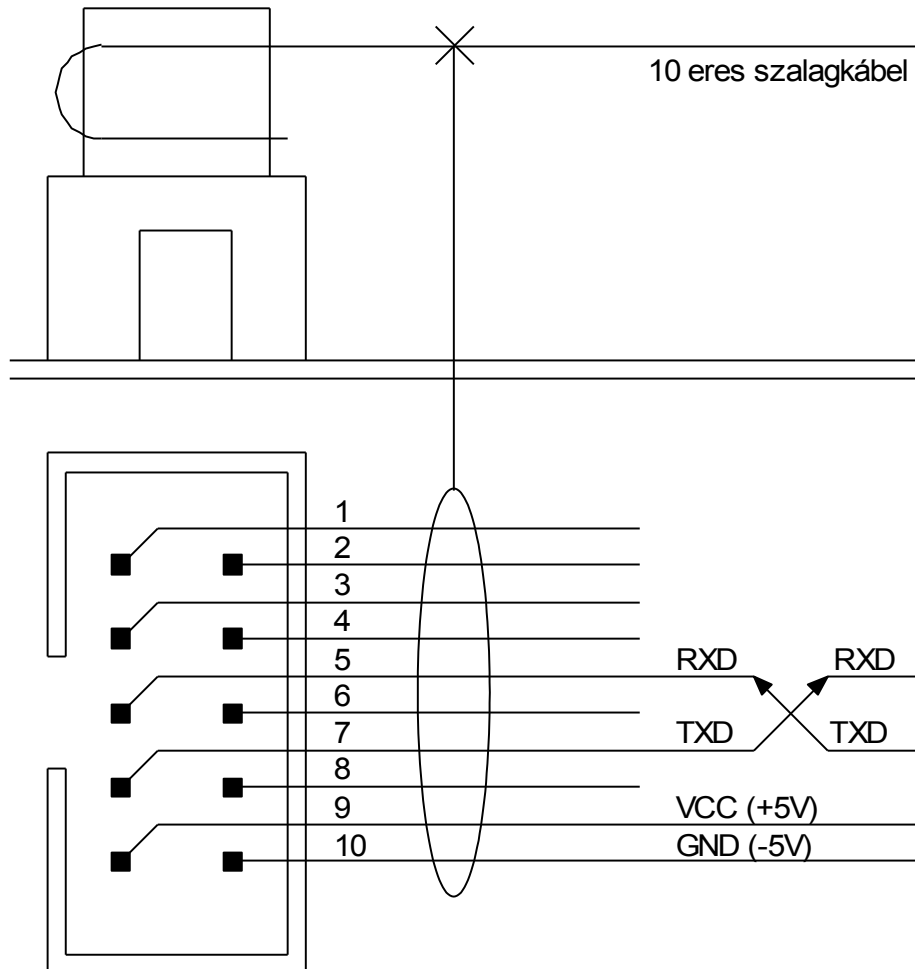 10 eres szalagkábel
1
2
3
4
5 RXD RXD
6
7 TXD TXD
8
9 VCC (+5V)
10 GND (-5V)